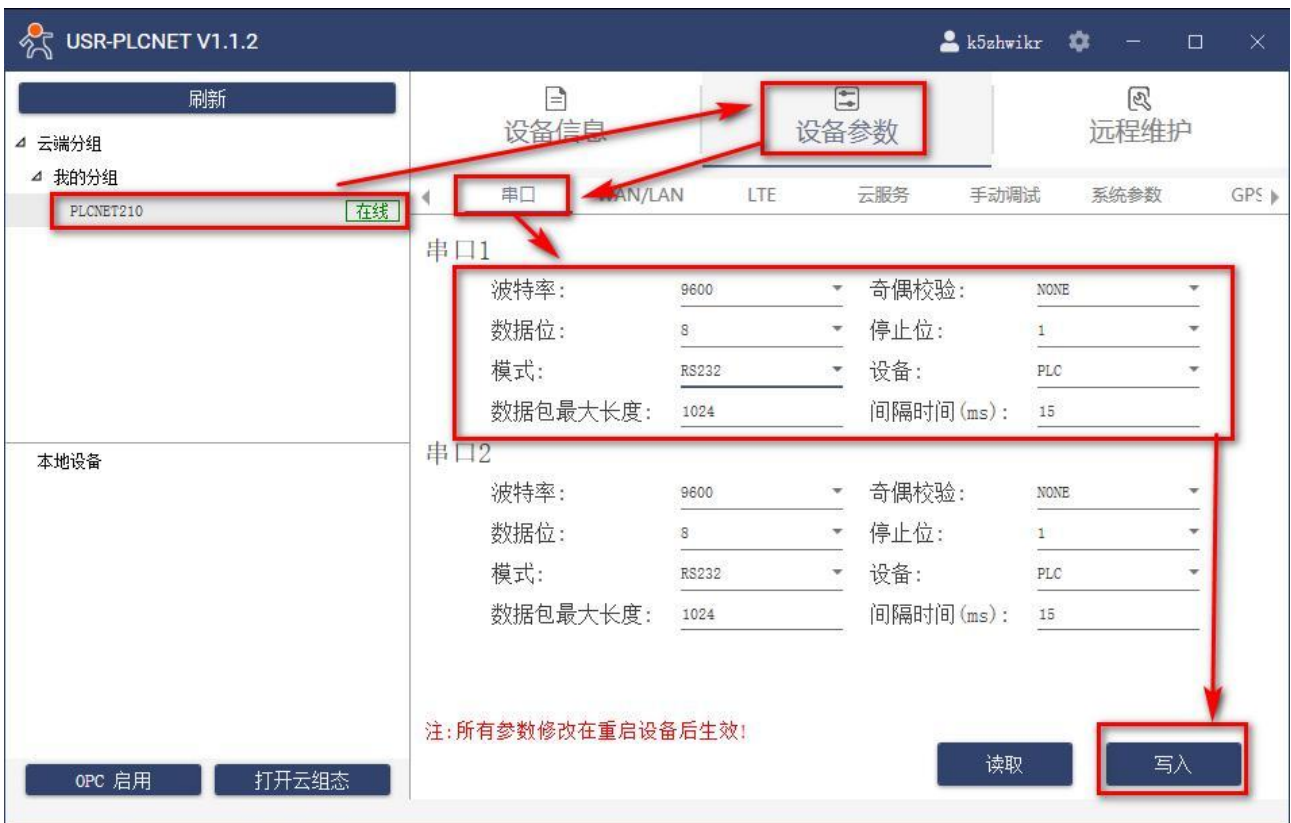 USR-PLCNET V1.1.2
k5zhwikr
刷新
云端分组
我的分组
PLCNET210 在线
本地设备
OPC 启用 打开云组态
设备信息 设备参数 远程维护
串口 WAN/LAN LTE 云服务 手动调试 系统参数 GPS
串口1
波特率: 9600 奇偶校验: NONE
数据位: 8 停止位: 1
模式: RS232 设备: PLC
数据包最大长度: 1024 间隔时间(ms): 15
串口2
波特率: 9600 奇偶校验: NONE
数据位: 8 停止位: 1
模式: RS232 设备: PLC
数据包最大长度: 1024 间隔时间(ms): 15
注:所有参数修改在重启设备后生效!
读取 写入